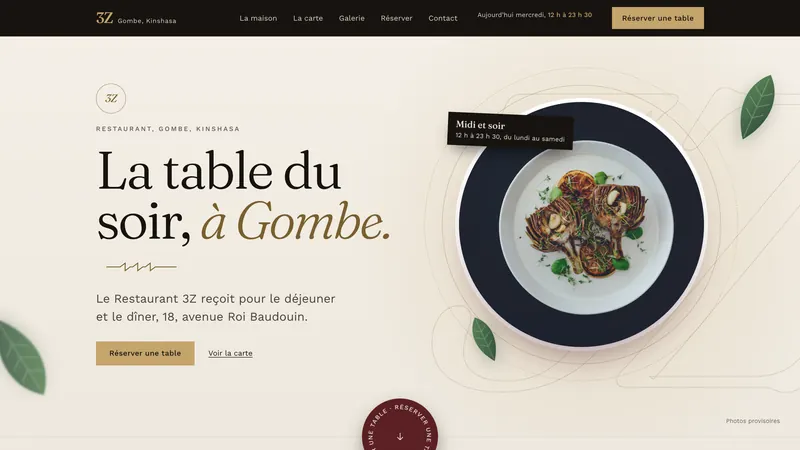 3Z Gombe, Kinshasa
La maison
La carte
Galerie
Réserver
Contact
Aujourd'hui mercredi, 12 h à 23 h 30
Réserver une table
3Z
RESTAURANT, GOMBE, KINSHASA
La table du
soir, à Gombe.
Le Restaurant 3Z reçoit pour le déjeuner
et le dîner, 18, avenue Roi Baudouin.
Réserver une table
Voir la carte
Midi et soir
12 h à 23 h 30, du lundi au samedi
UNE TABLE · RÉSERVER UNE
Photos provisoires